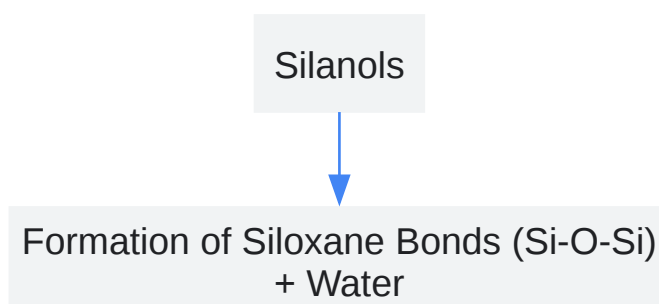 Silanols
Formation of Siloxane Bonds (Si-O-Si)
+ Water